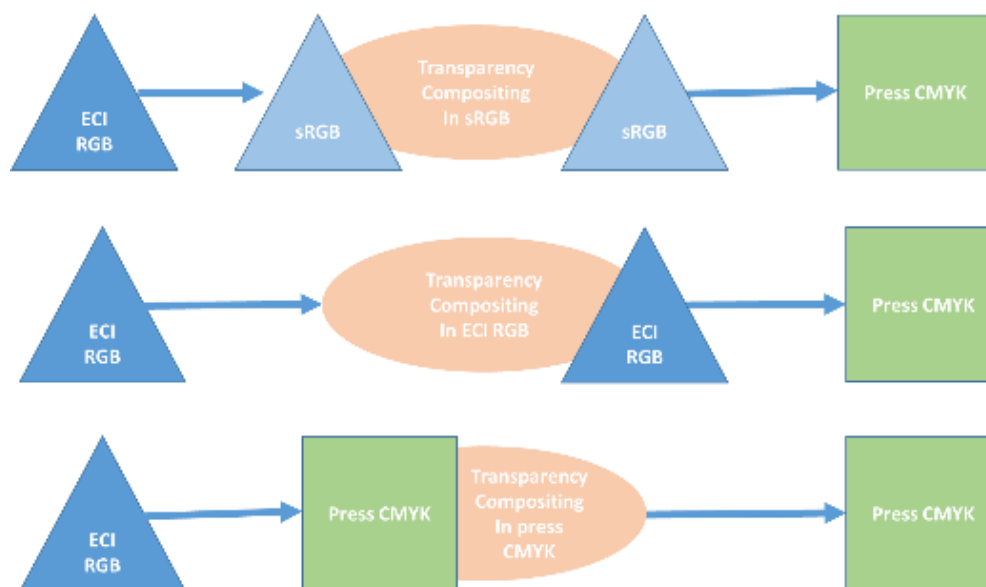 ECI
RGB
sRGB
Transparency
Compositing
In sRGB
sRGB
Press CMYK
ECI
RGB
Transparency
Compositing
In ECI RGB
ECI
RGB
Press CMYK
ECI
RGB
Press CMYK
Transparency
Compositing
In press
CMYK
Press CMYK